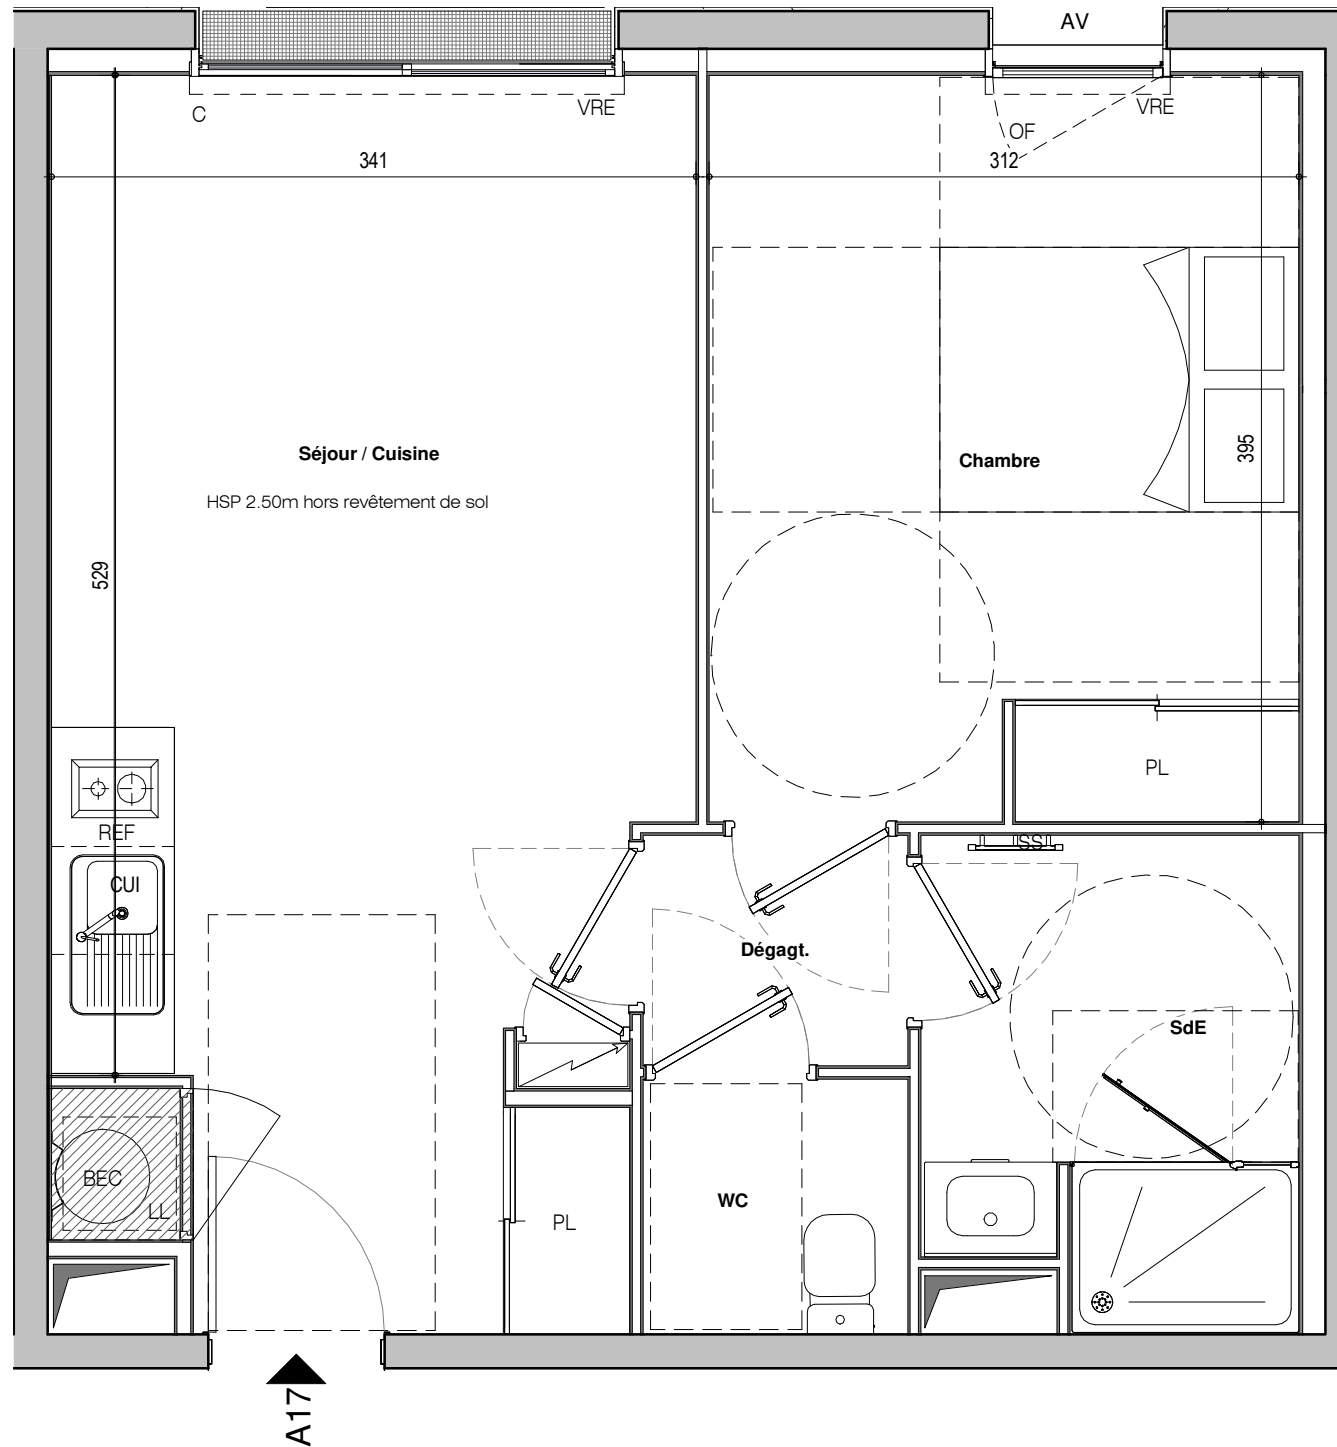 AV
C
VRE
VRE
OF
341
312
Séjour / Cuisine
Chambre
395
HSP 2.50m hors revêtement de sol
529
PL
REF
SS
CUI
Dégagt.
SdE
BEC
LL
WC
PL
A17